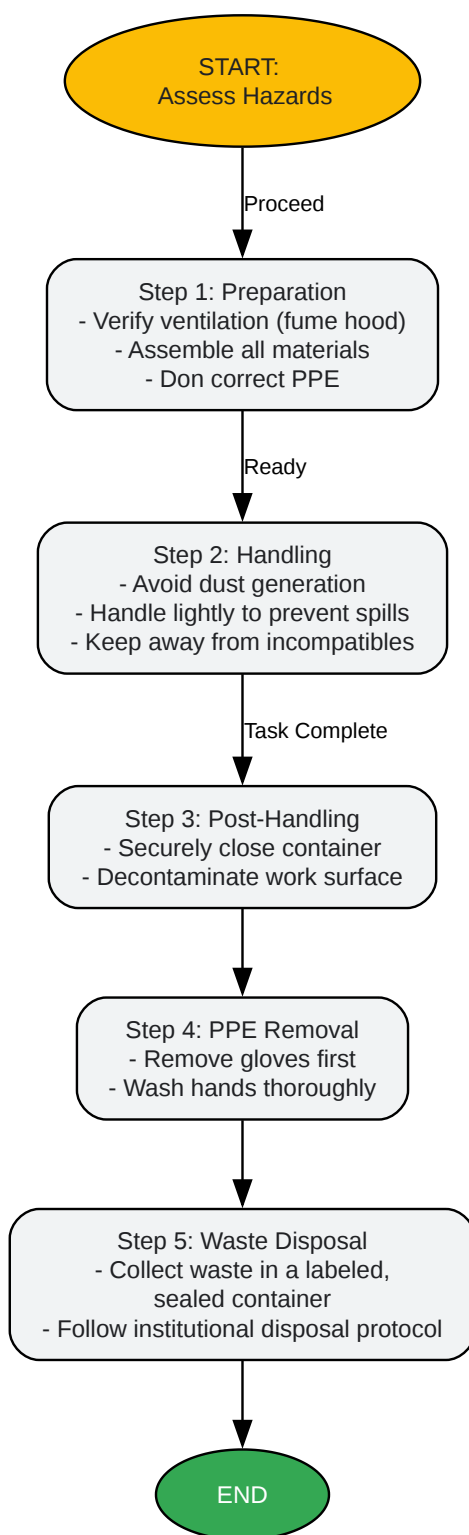 START:
Assess Hazards
Proceed
Step 1: Preparation
- Verify ventilation (fume hood)
- Assemble all materials
- Don correct PPE
Ready
Step 2: Handling
- Avoid dust generation
- Handle lightly to prevent spills
- Keep away from incompatibles
Task Complete
Step 3: Post-Handling
- Securely close container
- Decontaminate work surface
Step 4: PPE Removal
- Remove gloves first
- Wash hands thoroughly
Step 5: Waste Disposal
- Collect waste in a labeled,
sealed container
- Follow institutional disposal protocol
END